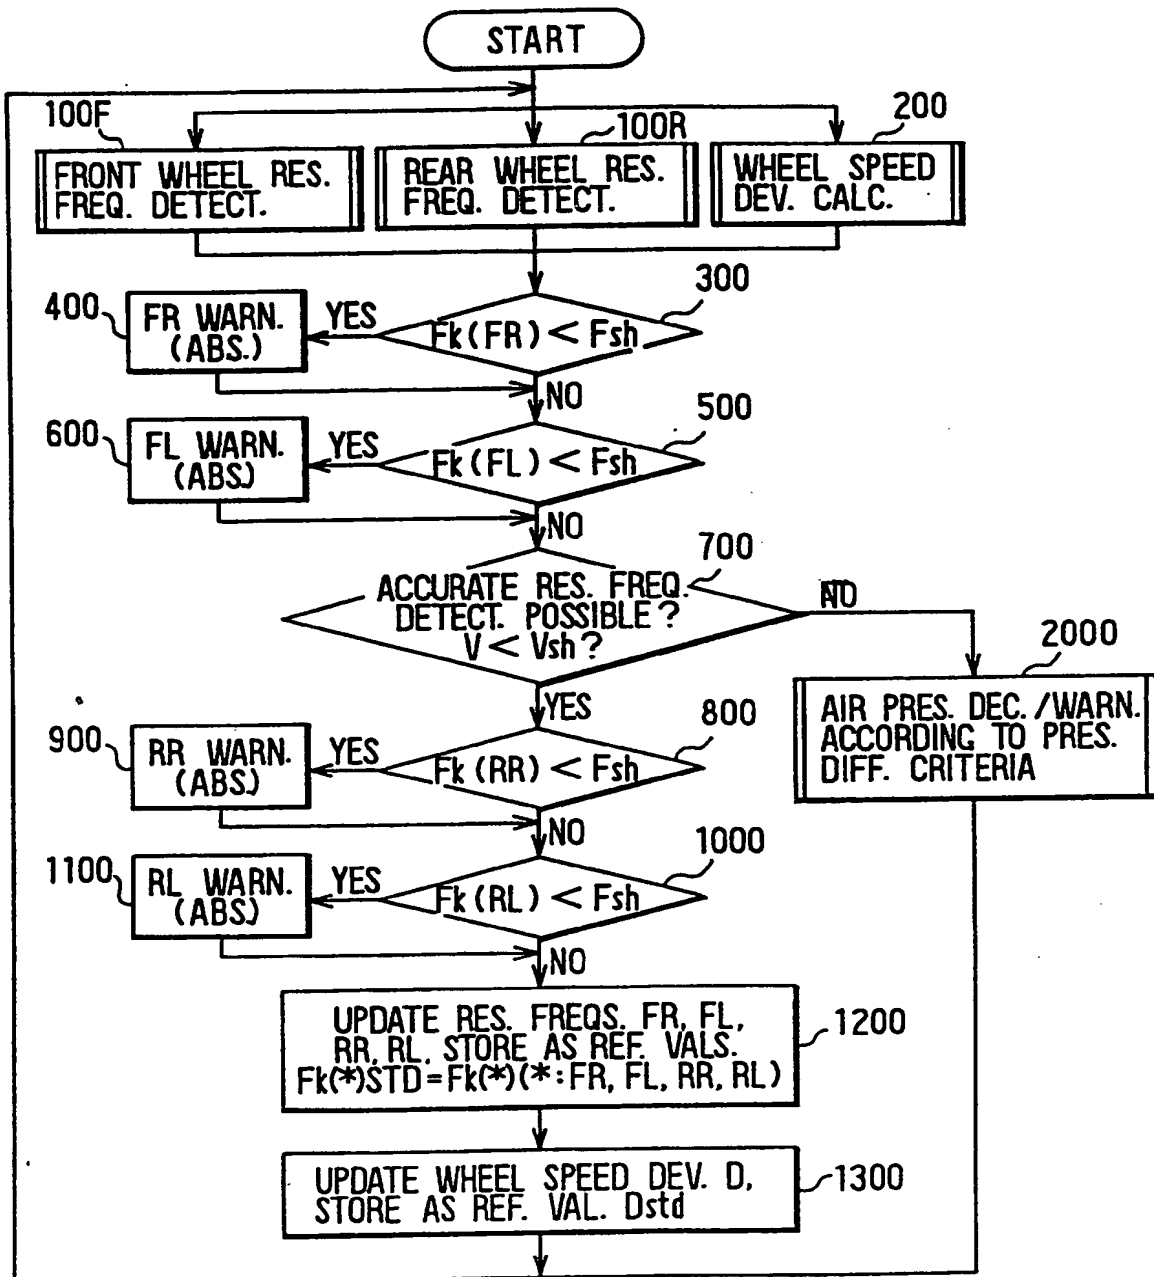 START
100F
100R
200
FRONT WHEEL RES.
FREQ. DETECT.
REAR WHEEL RES.
FREQ. DETECT.
WHEEL SPEED
DEV. CALC.
300
400
FR WARN.
(ABS.)
YES
Fk(FR) < Fsh
NO
500
600
FL WARN.
(ABS.)
YES
Fk(FL) < Fsh
NO
700
ACCURATE RES. FREQ.
DETECT. POSSIBLE?
V < Vsh?
NO
YES
2000
AIR PRES. DEC./WARN.
ACCORDING TO PRES.
DIFF. CRITERIA
800
900
RR WARN.
(ABS.)
YES
Fk(RR) < Fsh
NO
1000
1100
RL WARN.
(ABS.)
YES
Fk(RL) < Fsh
NO
1200
UPDATE RES. FREQS. FR, FL,
RR, RL, STORE AS REF. VALS.
Fk(*)STD=Fk(*)(*:FR, FL, RR, RL)
1300
UPDATE WHEEL SPEED DEV. D,
STORE AS REF. VAL. Dstd